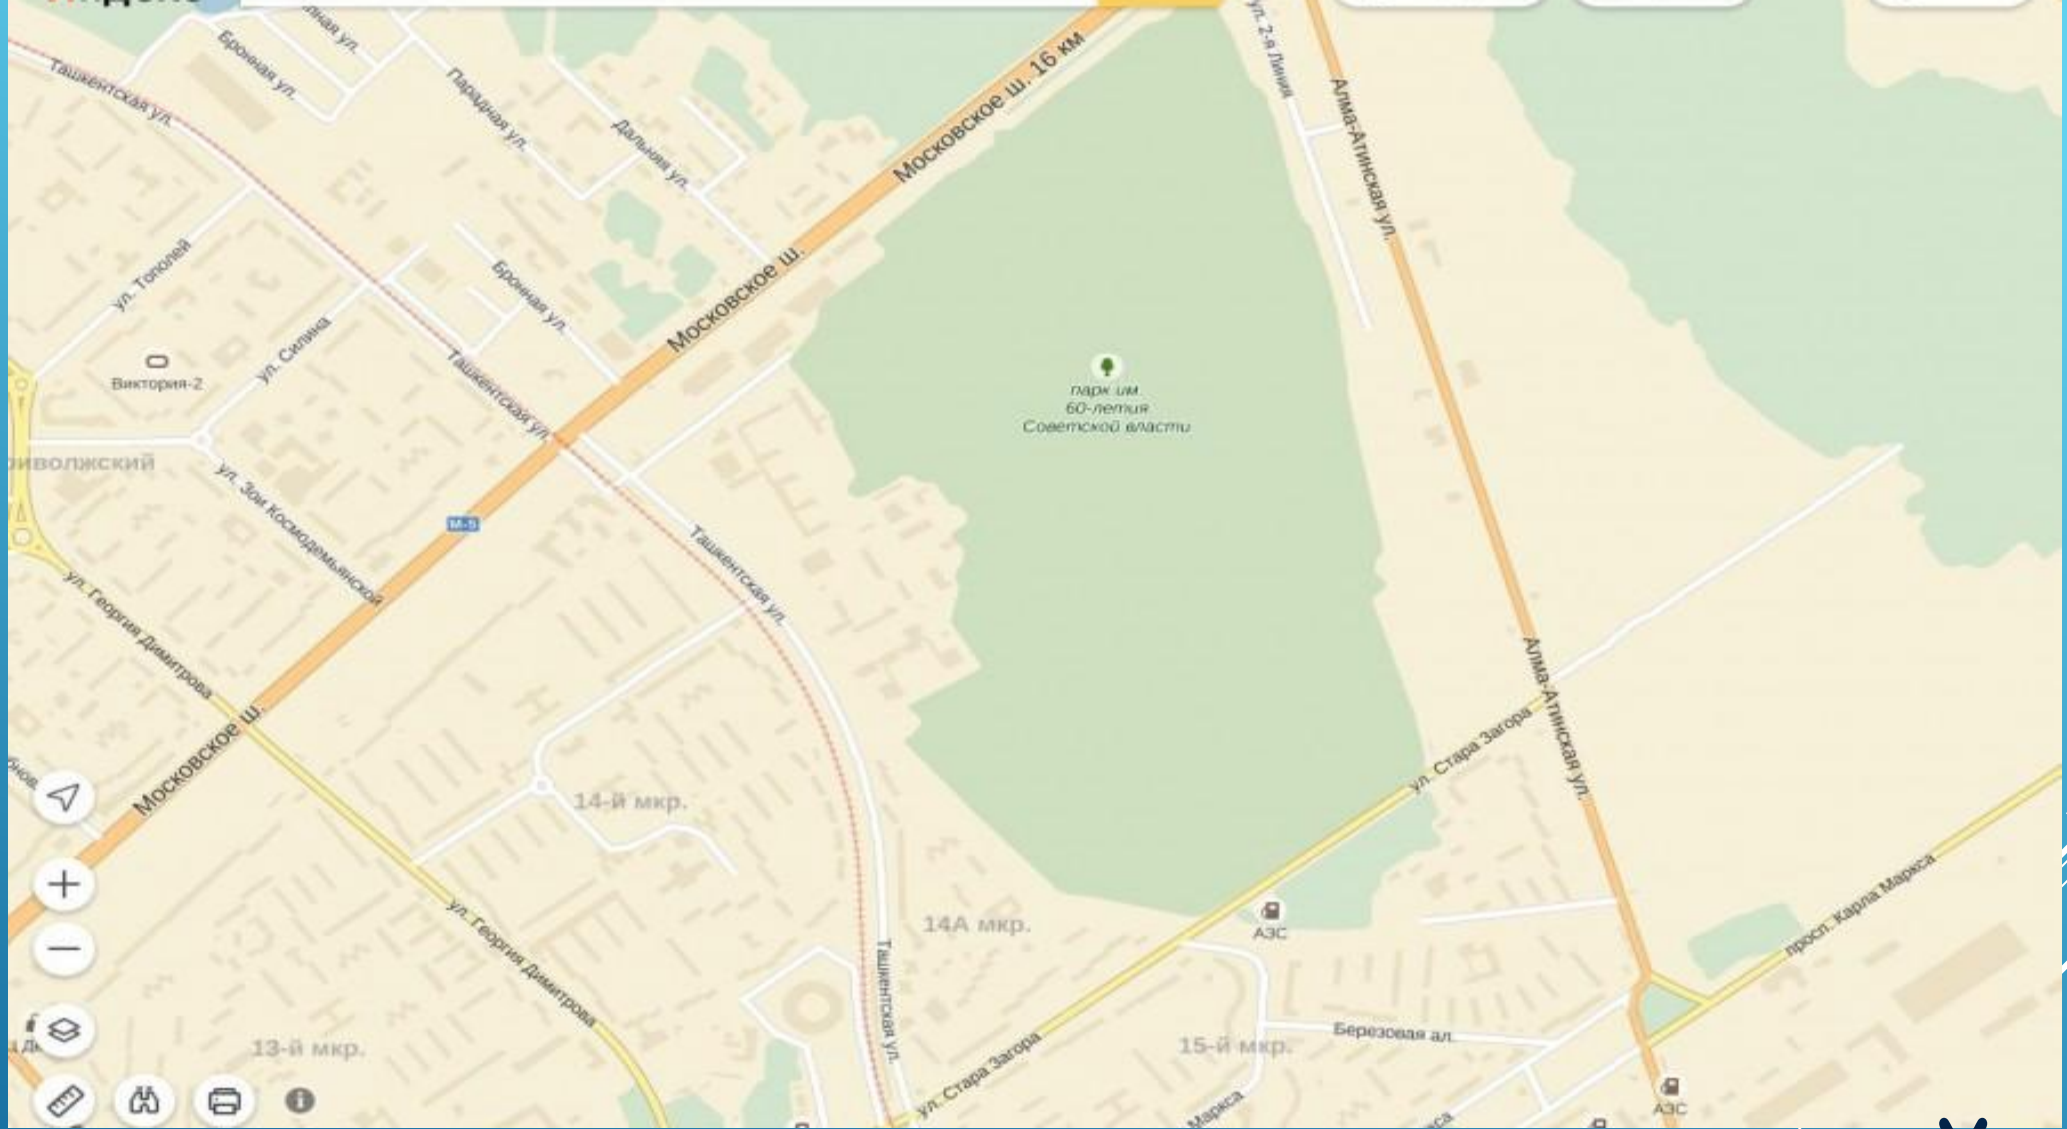 Бронная ул.
Ташкентская ул.
Парадная ул.
Дальняя ул.
Московское ш. 16 км
ул. 2-я Линия
Алма-Атинская ул.
ул. Тополей
ул. Силина
Бронная ул.
Московское ш.
Виктория-2
Ташкентская ул.
парк им
60-летия
Советской власти
ул. Зои Космодемьянской
М-5
Ташкентская ул.
ул. Георгия Димитрова
Московское ш.
Алма-Атинская ул.
ул. Стара Загора
14-й мкр.
просп. Карла Маркса
ул. Георгия Димитрова
14А мкр.
АЗС
Ташкентская ул.
13-й мкр.
15-й мкр.
Березовая ал.
ул. Стара Загора
Маркса
АЗС